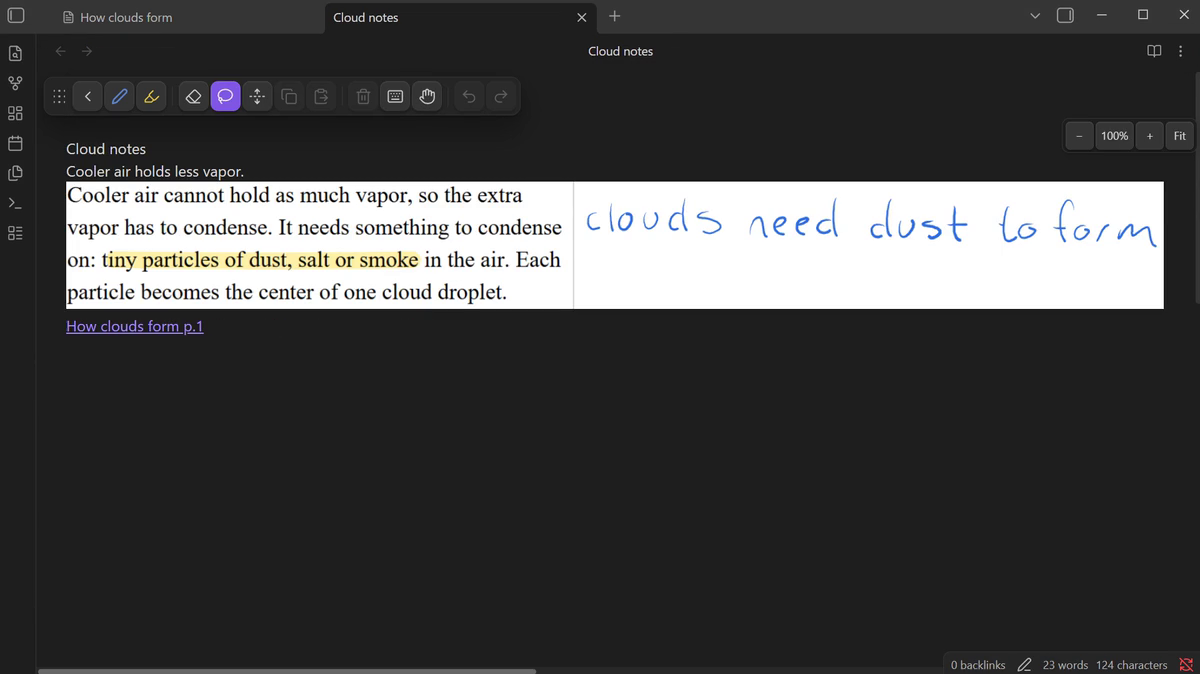 How clouds form
Cloud notes
Cloud notes
100%
Fit
Cloud notes
Cooler air holds less vapor.
Cooler air cannot hold as much vapor, so the extra
vapor has to condense. It needs something to condense
on: tiny particles of dust, salt or smoke in the air. Each
particle becomes the center of one cloud droplet.
clouds need dust to form
How clouds form p.1
0 backlinks
23 words
124 characters